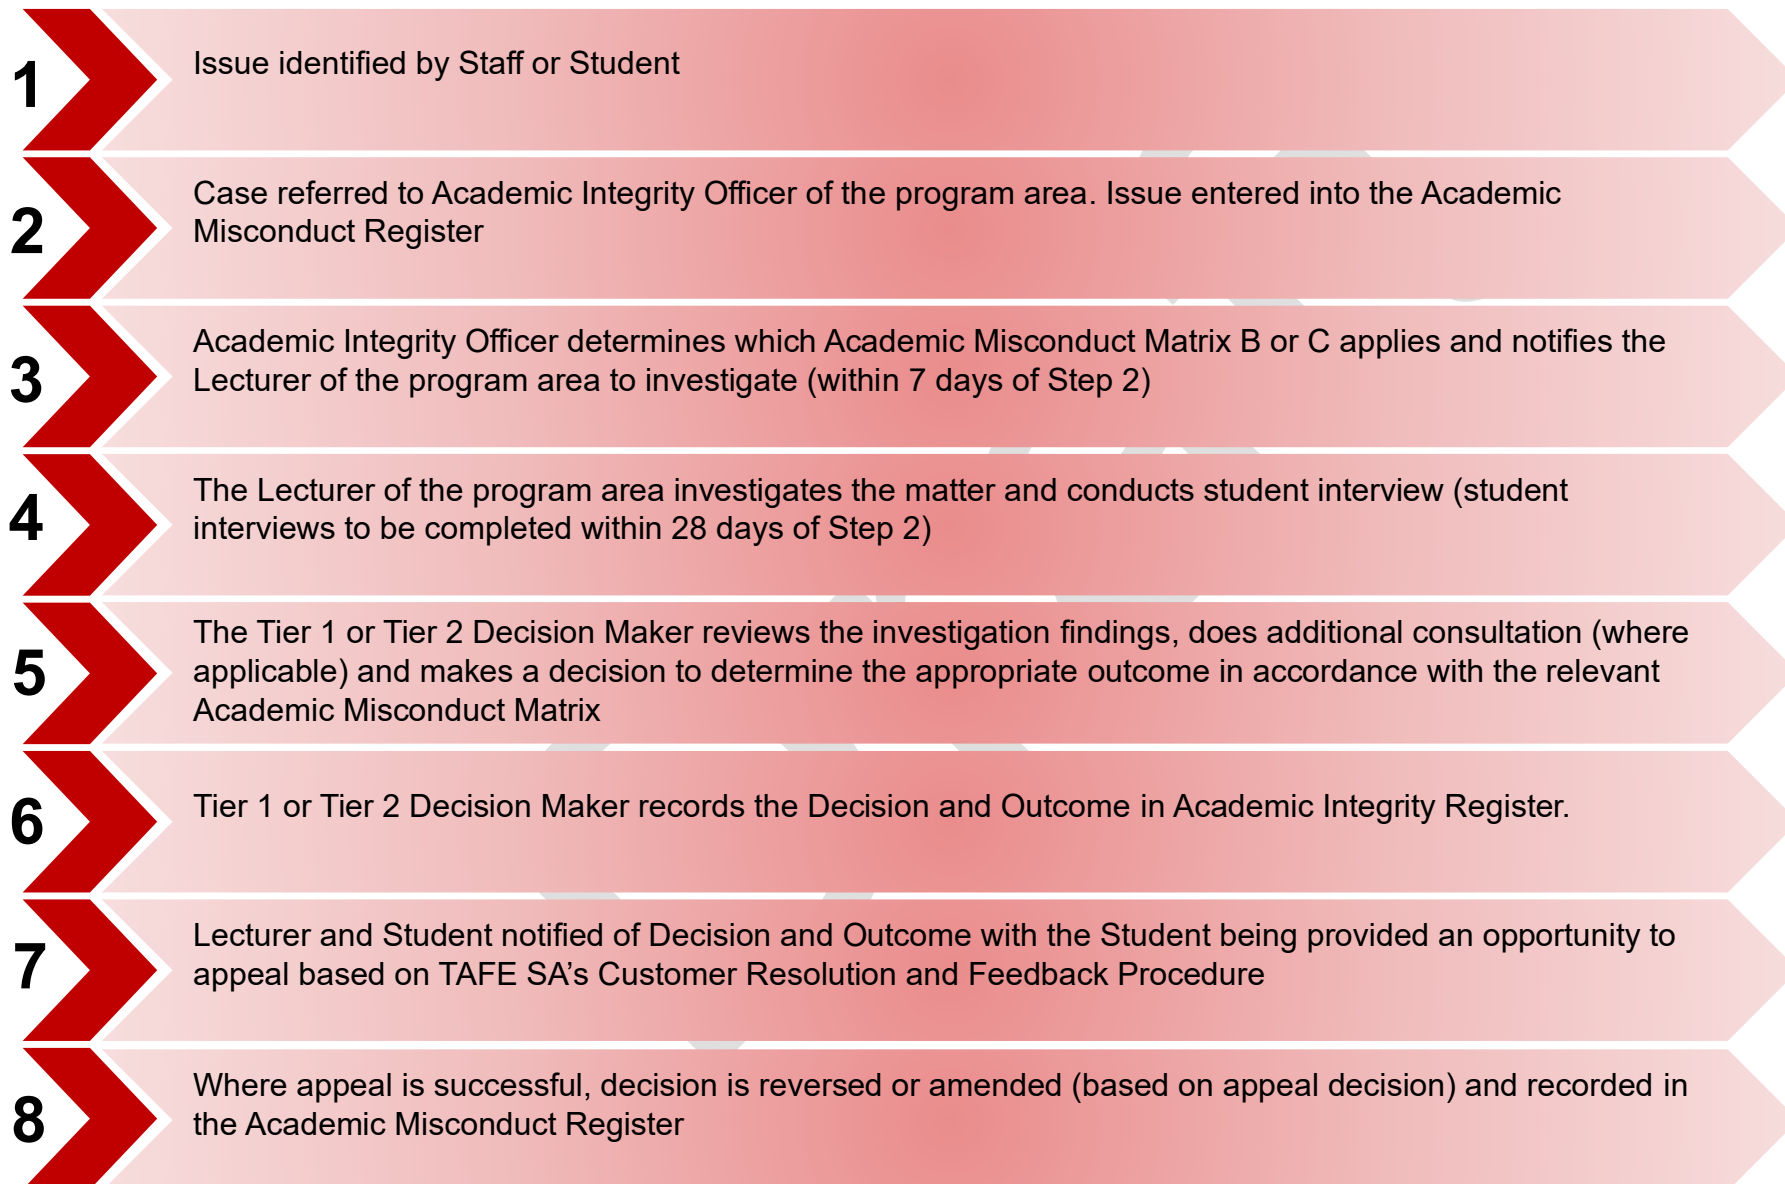 1
Issue identified by Staff or Student
2
Case referred to Academic Integrity Officer of the program area. Issue entered into the Academic
Misconduct Register
3
Academic Integrity Officer determines which Academic Misconduct Matrix B or C applies and notifies the
Lecturer of the program area to investigate (within 7 days of Step 2)
4
The Lecturer of the program area investigates the matter and conducts student interview (student
interviews to be completed within 28 days of Step 2)
5
The Tier 1 or Tier 2 Decision Maker reviews the investigation findings, does additional consultation (where
applicable) and makes a decision to determine the appropriate outcome in accordance with the relevant
Academic Misconduct Matrix
6
Tier 1 or Tier 2 Decision Maker records the Decision and Outcome in Academic Integrity Register.
7
Lecturer and Student notified of Decision and Outcome with the Student being provided an opportunity to
appeal based on TAFE SA’s Customer Resolution and Feedback Procedure
8
Where appeal is successful, decision is reversed or amended (based on appeal decision) and recorded in
the Academic Misconduct Register